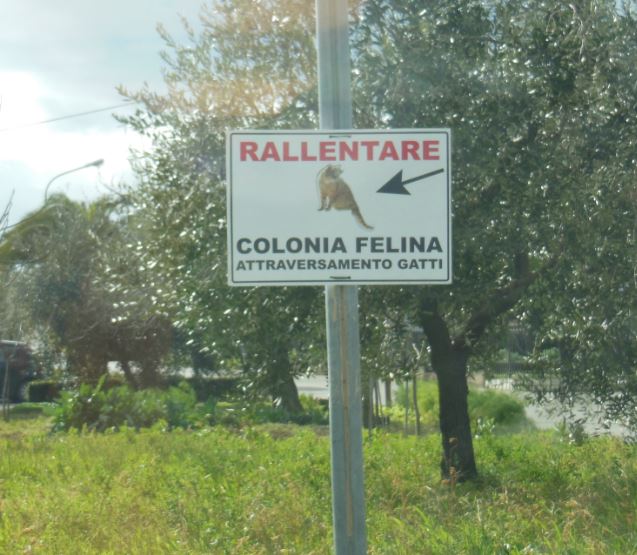 RALLENTARE
COLONIA FELINA
ATTRAVERSAMENTO GATTI